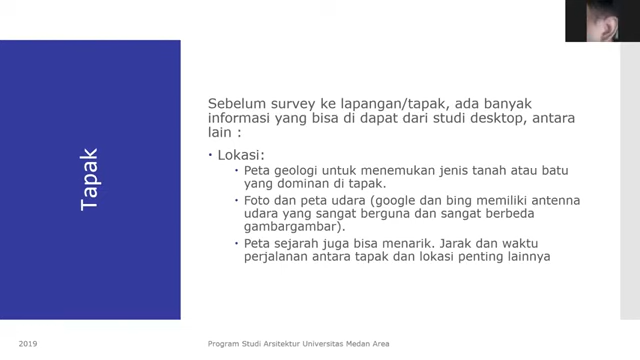 Tapak
Sebelum survey ke lapangan/tapak, ada banyak
informasi yang bisa di dapat dari studi desktop, antara
lain :
• Lokasi:
• Peta geologi untuk menemukan jenis tanah atau batu
yang dominan di tapak.
• Foto dan peta udara (google dan bing memiliki antenna
udara yang sangat berguna dan sangat berbeda
gambargambar).
• Peta sejarah juga bisa menarik. Jarak dan waktu
perjalanan antara tapak dan lokasi penting lainnya
2019
Program Studi Arsitektur Universitas Medan Area